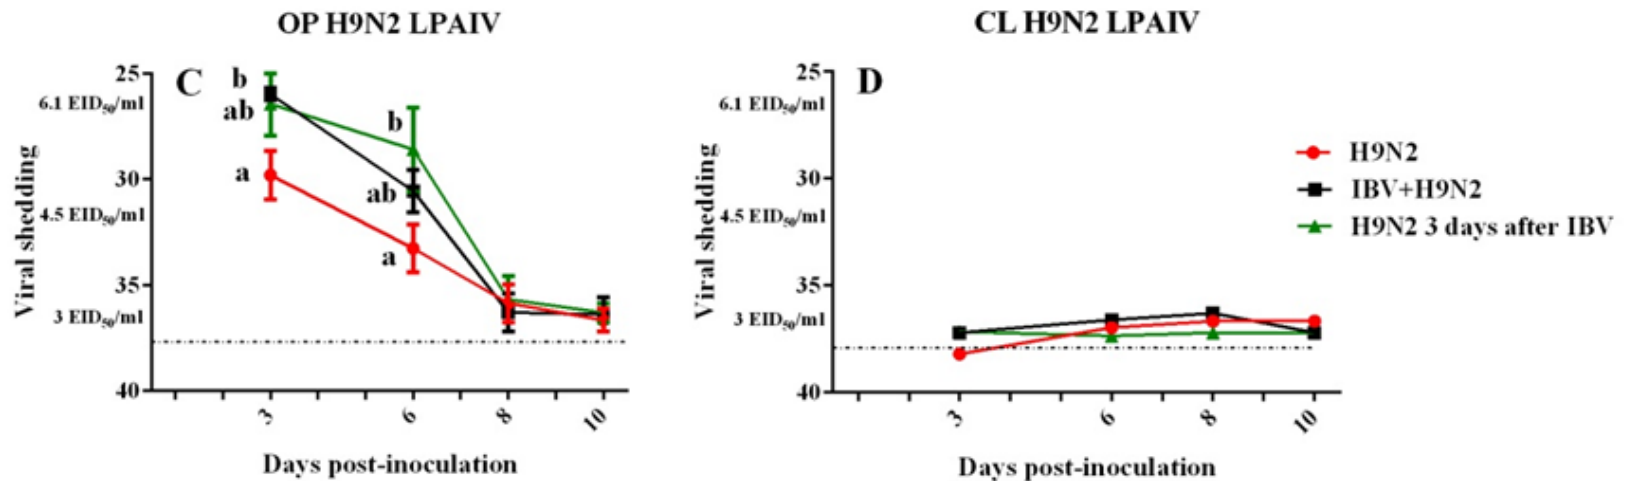 OP H9N2 LPAIV
C
Viral shedding
25
6.1 EID50/ml
30
4.5 EID50/ml
35
3 EID50/ml
40
b
ab
a
b
ab
a
3
6
8
10
Days post-inoculation
CL H9N2 LPAIV
D
Viral shedding
25
6.1 EID50/ml
30
4.5 EID50/ml
35
3 EID50/ml
40
3
6
8
10
Days post-inoculation
H9N2
IBV+H9N2
H9N2 3 days after IBV